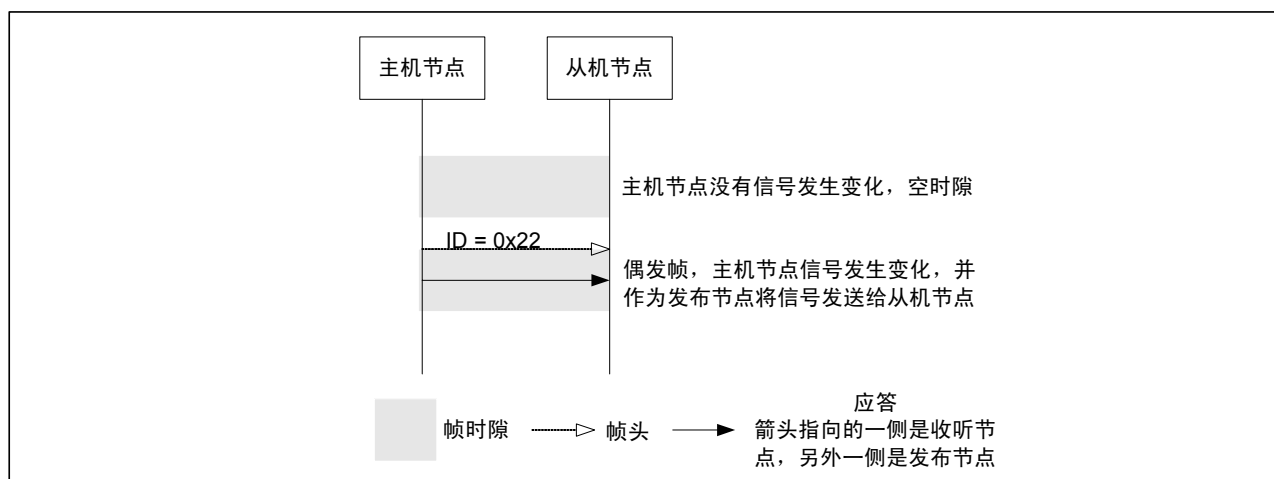 主机节点
从机节点
主机节点没有信号发生变化，空时隙
ID = 0x22
偶发帧，主机节点信号发生变化，并
作为发布节点将信号发送给从机节点
帧时隙
帧头
应答
箭头指向的一侧是收听节
点，另外一侧是发布节点